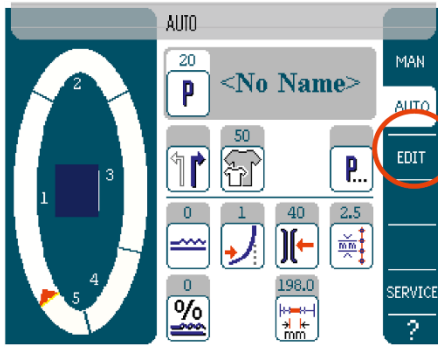 AUTO
20
P
<No Name>
50
P...
0
1
40
2.5
mm
0
%
198.0
mm
2
1
3
4
5
MAN
AUTO
EDIT
SERVICE
?